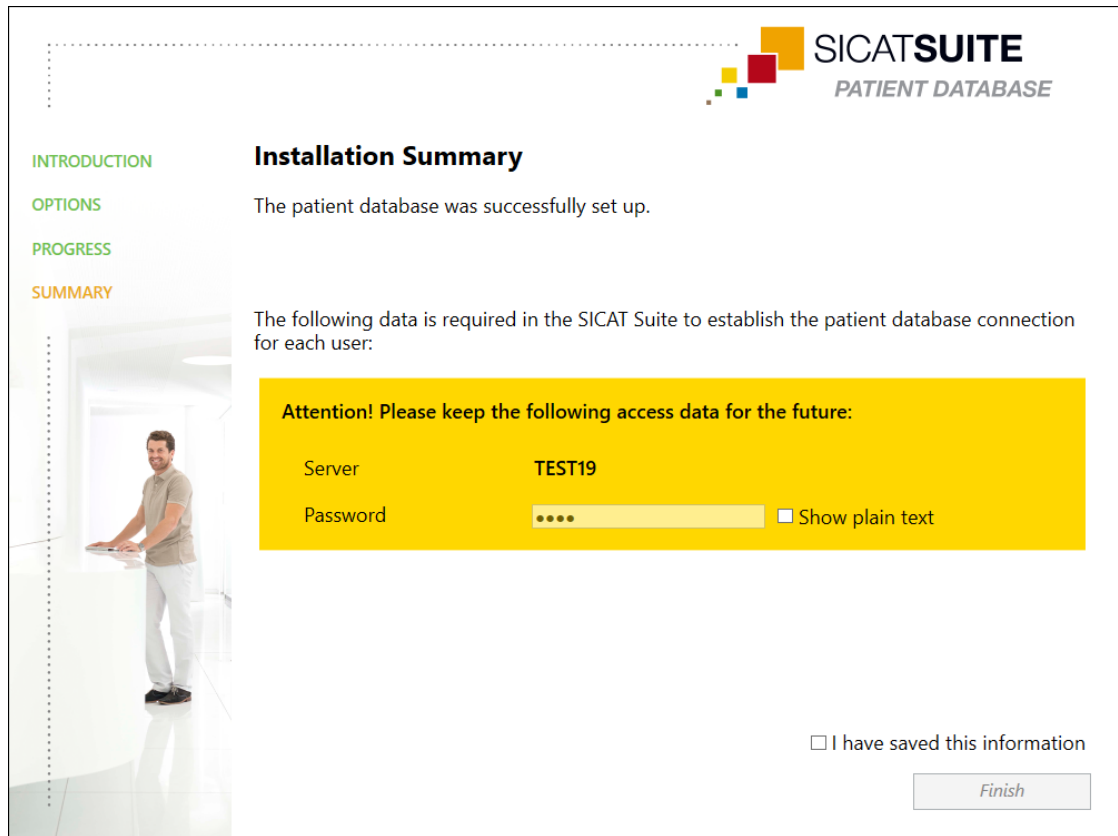 SICATSUITE
PATIENT DATABASE
INTRODUCTION
OPTIONS
PROGRESS
SUMMARY
Installation Summary
The patient database was successfully set up.
The following data is required in the SICAT Suite to establish the patient database connection
for each user:
Attention! Please keep the following access data for the future:
Server TEST19
Password •••• Show plain text
I have saved this information
Finish